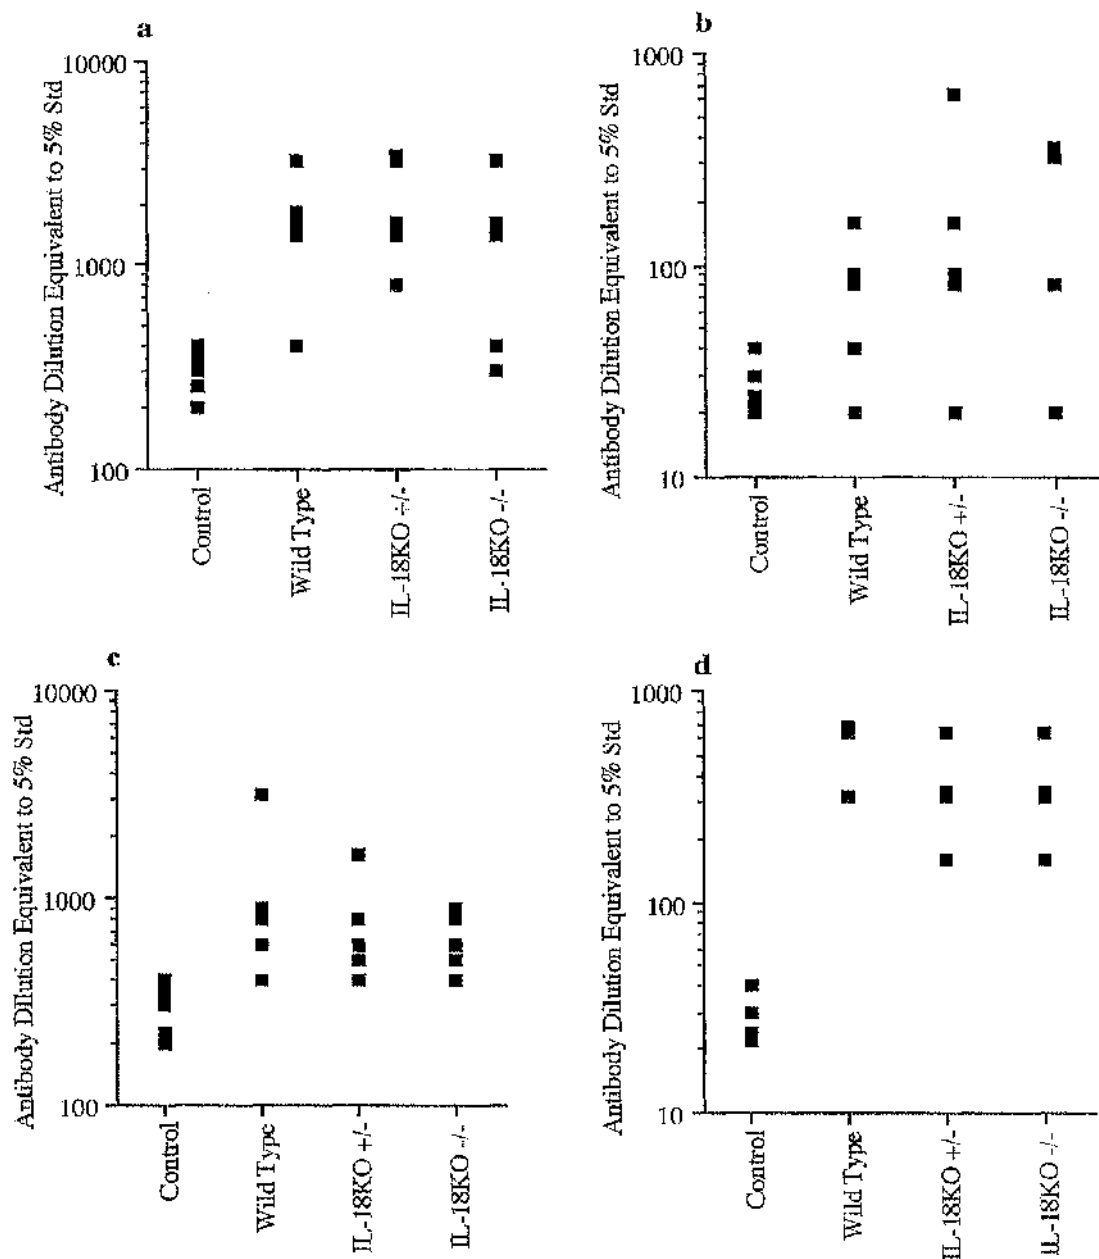 a
Antibody Dilution Equivalent to 5% Std
10000
1000
100
Control
Wild Type
IL-18KO +/-
IL-18KO -/-
b
Antibody Dilution Equivalent to 5% Std
1000
100
10
Control
Wild Type
IL-18KO +/-
IL-18KO -/-
c
Antibody DIlution Equivalent to 5% Std
10000
1000
100
Control
Wild Type
IL-18KO +/-
IL-18KO -/-
d
Antibody Dilution Equivalent to 5% Std
1000
100
10
Control
Wild Type
IL-18KO +/-
IL-18KO -/-